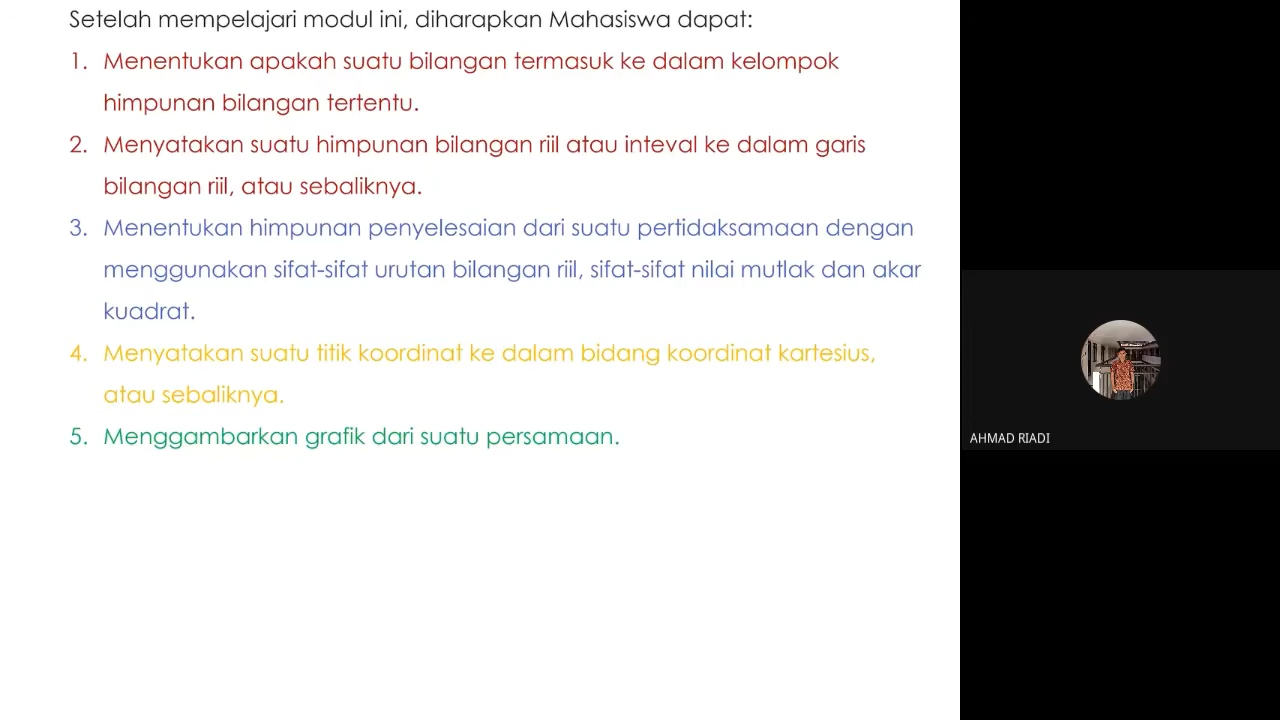 Setelah mempelajari modul ini, diharapkan Mahasiswa dapat:
1. Menentukan apakah suatu bilangan termasuk ke dalam kelompok
himpunan bilangan tertentu.
2. Menyatakan suatu himpunan bilangan riil atau inteval ke dalam garis
bilangan riil, atau sebaliknya.
3. Menentukan himpunan penyelesaian dari suatu pertidaksamaan dengan
menggunakan sifat-sifat urutan bilangan riil, sifat-sifat nilai mutlak dan akar
kuadrat.
4. Menyatakan suatu titik koordinat ke dalam bidang koordinat kartesius,
atau sebaliknya.
5. Menggambarkan grafik dari suatu persamaan.
AHMAD RIADI